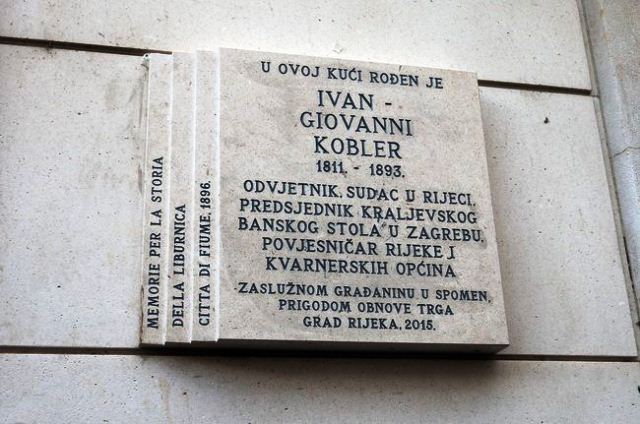 MEMORIE PER LA STORIA
DELLA LIBURNICA
CITTA DI FIUME, 1896.
U OVOJ KUĆI ROĐEN JE
IVAN -
GIOVANNI
KOBLER
1811. - 1893.
ODVJETNIK, SUDAC U RIJECI,
PREDSJEDNIK KRALJEVSKOG
BANSKOG STOLA U ZAGREBU,
POVJESNIČAR RIJEKE I
KVARNERSKIH OPĆINA
ZASLUŽNOM GRAĐANINU U SPOMEN,
PRIGODOM OBNOVE TRGA
GRAD RIJEKA, 2015.